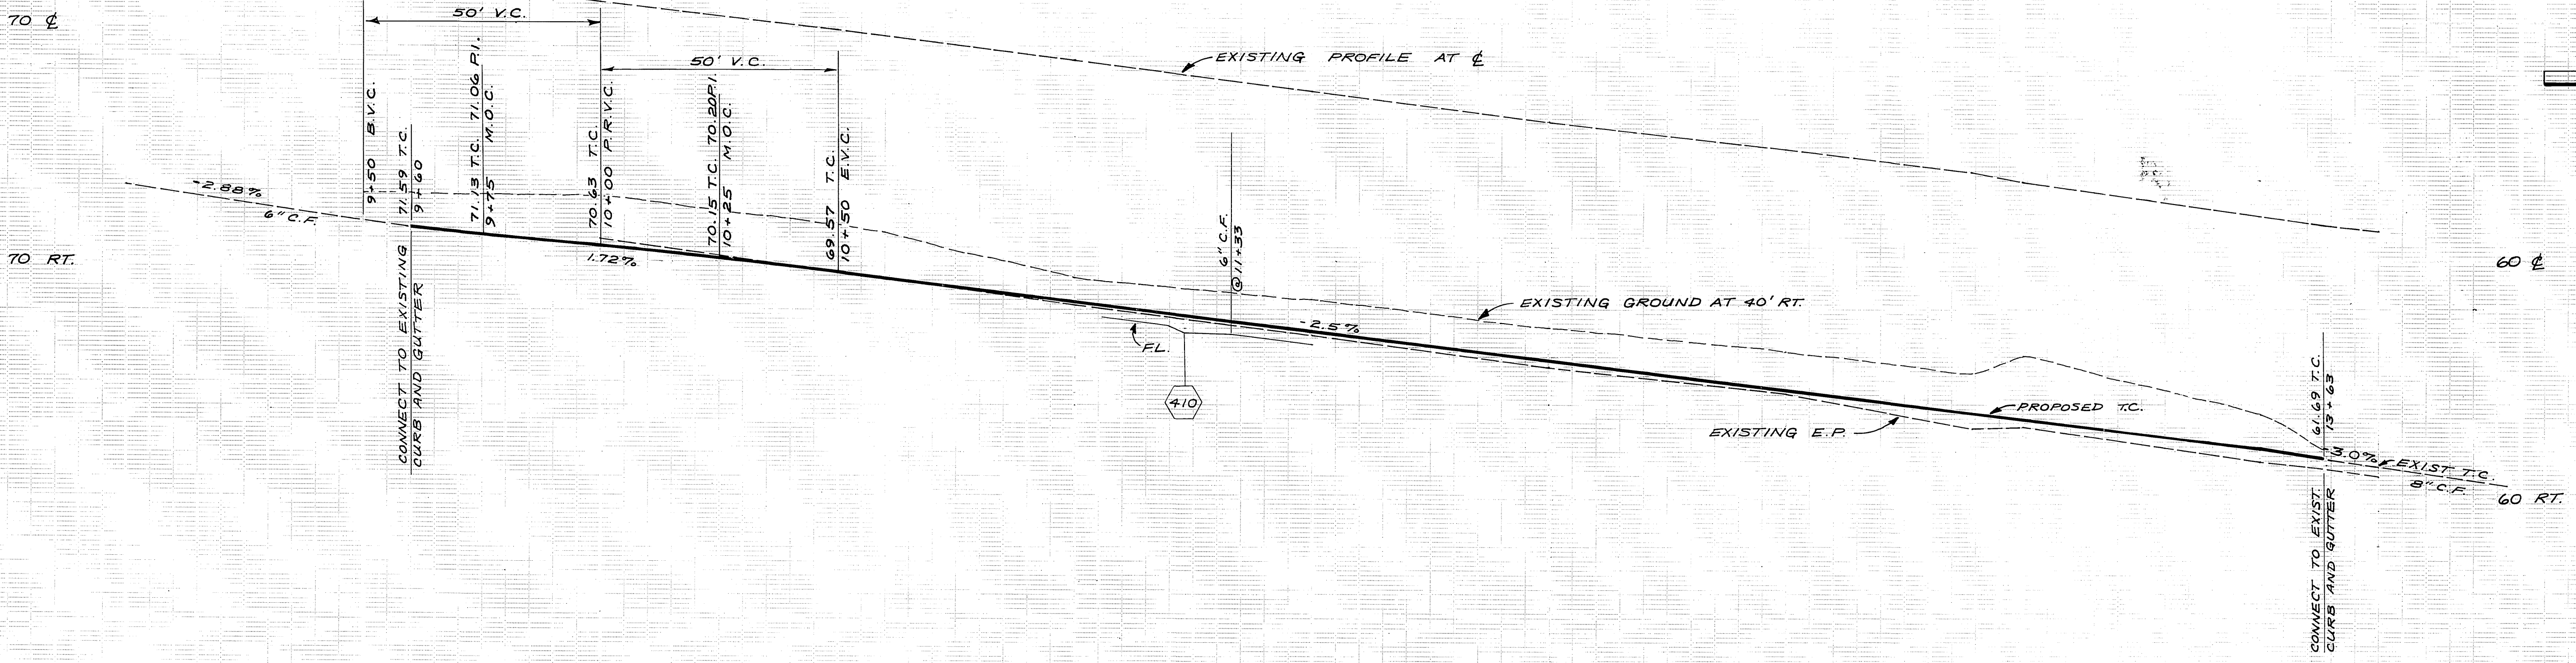 70 ℄
50' V.C.
50' V.C.
EXISTING PROFILE AT ℄
9+50 B.V.C.
71.59 T.C.
9+60
71.13 T.C. 71.06 P.I.
9+75 M.O.C.
70.63 T.C.
10+00 P.R.V.C.
70.15 T.C. 70.20P.I.
10+25 M.O.C.
69.57 T.C.
10+50 E.V.C.
-2.88%
6" C.F.
6" C.F.
@ 11+33
70 RT.
1.72%
60 ℄
CONNECT TO EXISTING
CURB AND GUTTER
EXISTING GROUND AT 40' RT.
-2.5%
F.L.
410
PROPOSED T.C.
EXISTING E.P.
61.69 T.C.
13+63
-3.0%
EXIST T.C.
8" C.F.
60 RT.
CONNECT TO EXIST.
CURB AND GUTTER